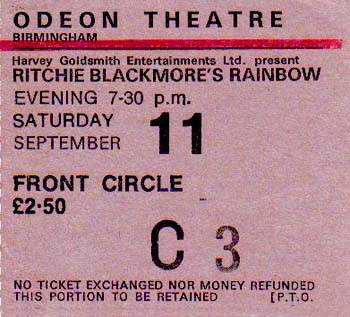 ODEON THEATRE
BIRMINGHAM
Harvey Goldsmith Entertainments Ltd. present
RITCHIE BLACKMORE'S RAINBOW
EVENING 7-30 p.m.
SATURDAY
SEPTEMBER 11
FRONT CIRCLE
£2·50
C 3
NO TICKET EXCHANGED NOR MONEY REFUNDED
THIS PORTION TO BE RETAINED [P.T.O.